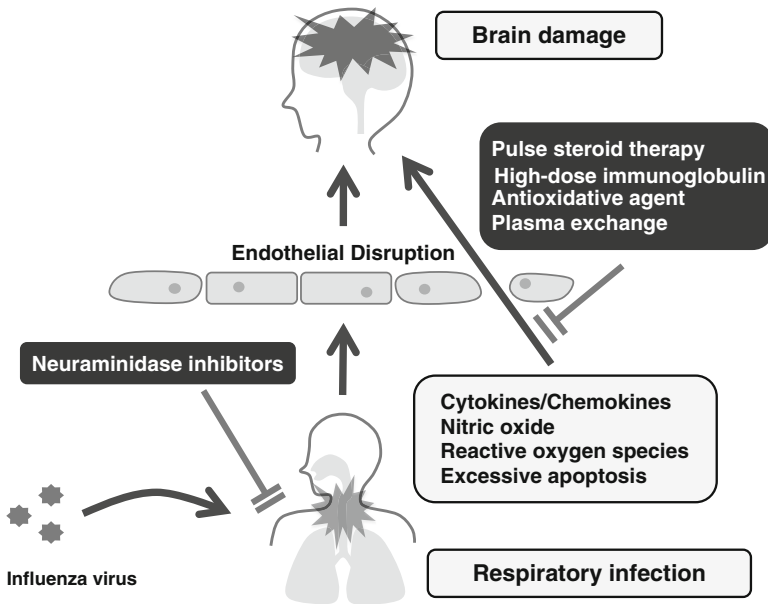 Brain damage
Pulse steroid therapy
High-dose immunoglobulin
Antioxidative agent
Plasma exchange
Endothelial Disruption
Neuraminidase inhibitors
Cytokines/Chemokines
Nitric oxide
Reactive oxygen species
Excessive apoptosis
Influenza virus
Respiratory infection